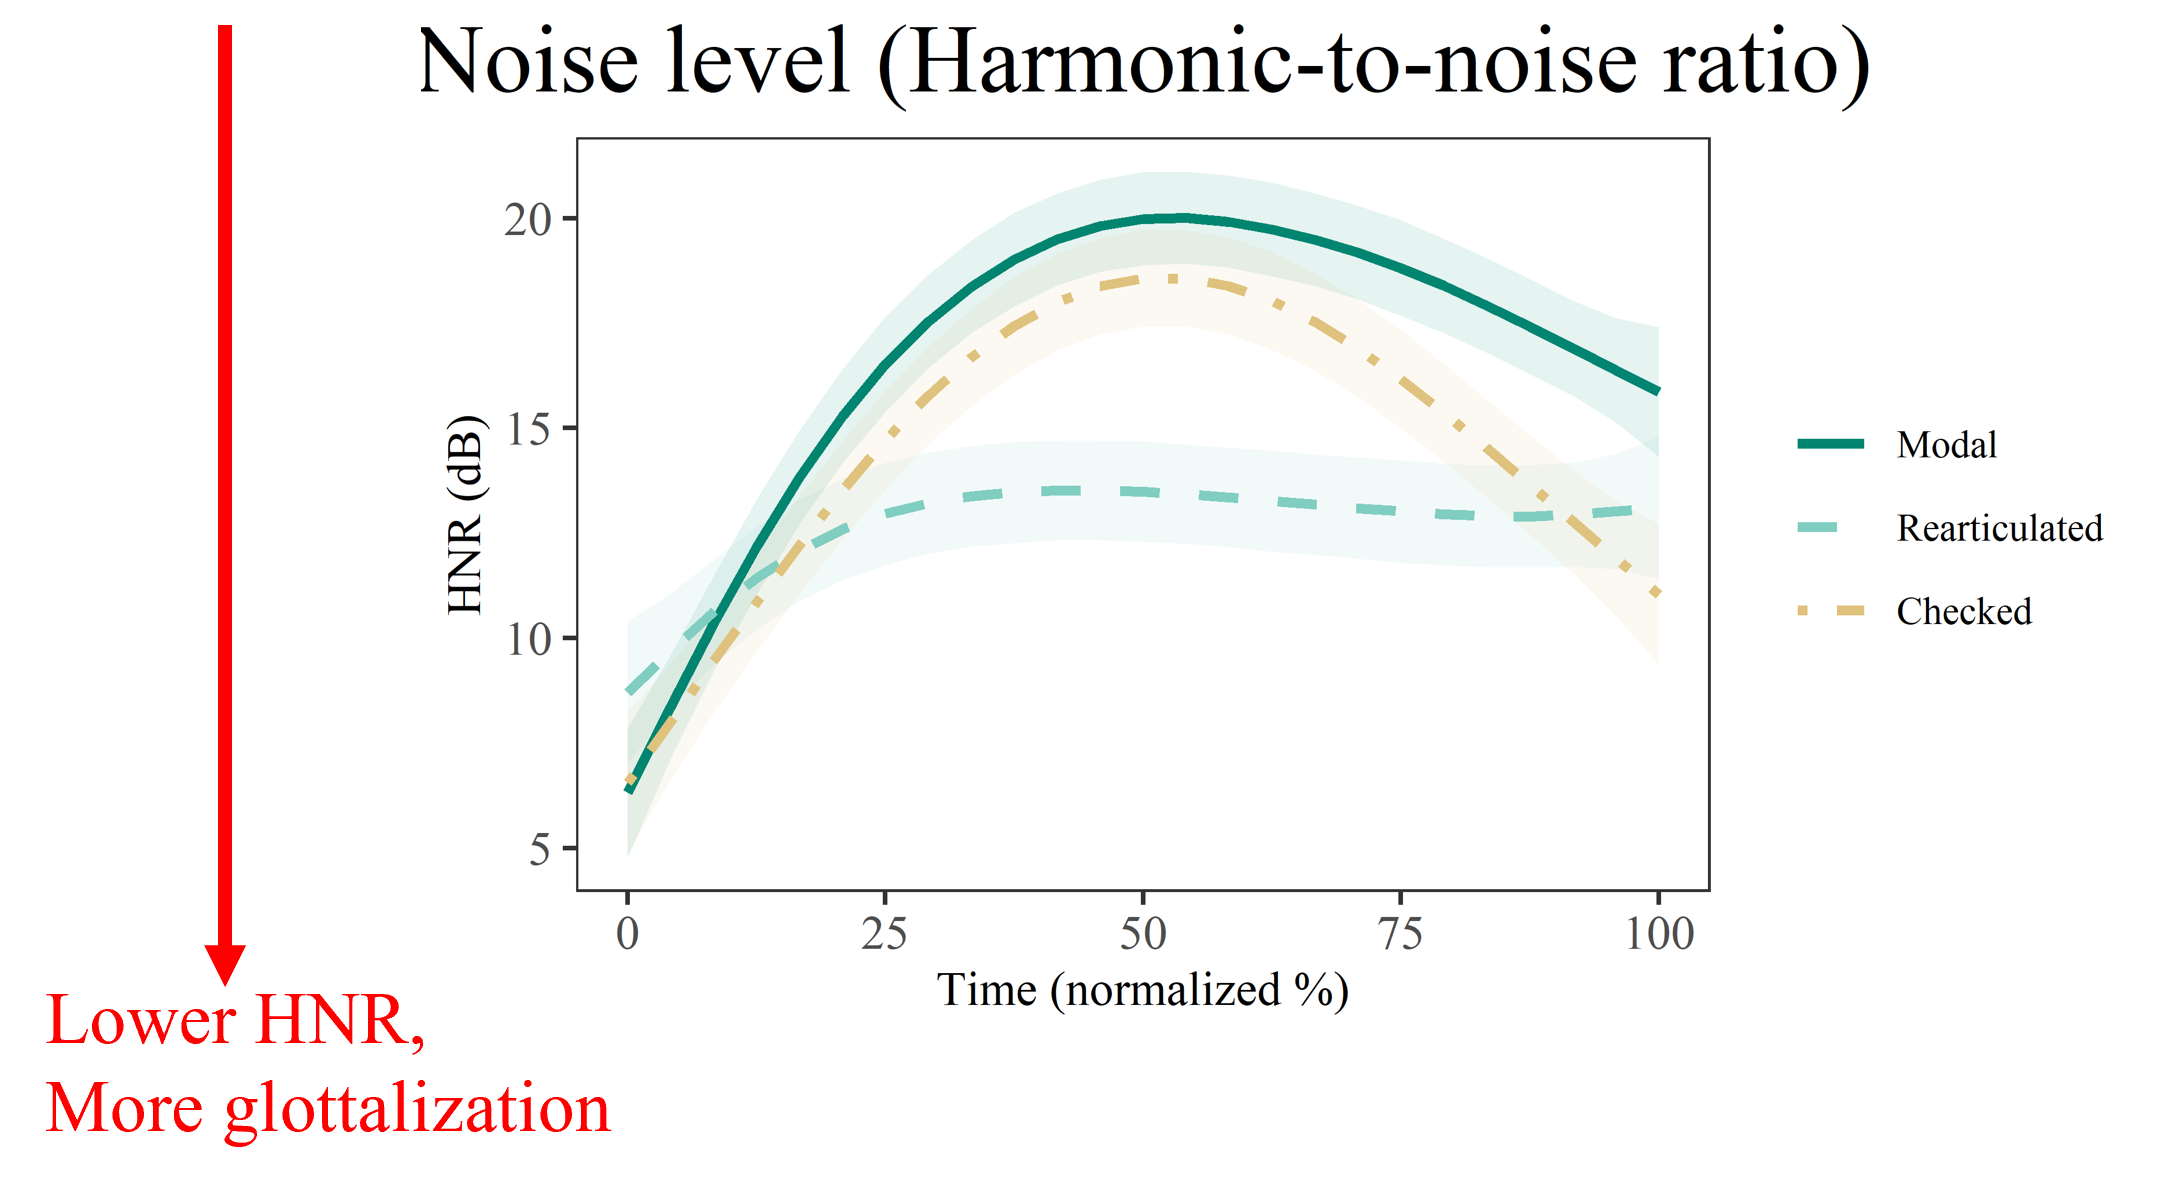 Noise level (Harmonic-to-noise ratio)
HNR (dB)
20
15
10
5
0 25 50 75 100
Time (normalized %)
Modal
Rearticulated
Checked
Lower HNR,
More glottalization